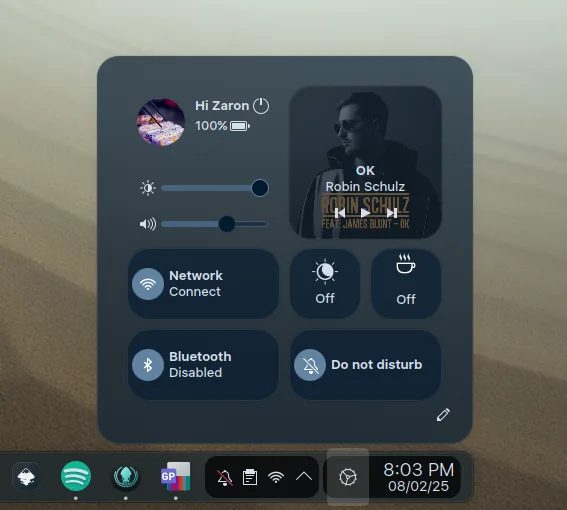 Hi Zaron
100%
OK
Robin Schulz
ROBIN SCHULZ
FEAT. JAMES BLUNT - OK
Network
Connect
Off
Off
Bluetooth
Disabled
Do not disturb
GP
8:03 PM
08/02/25